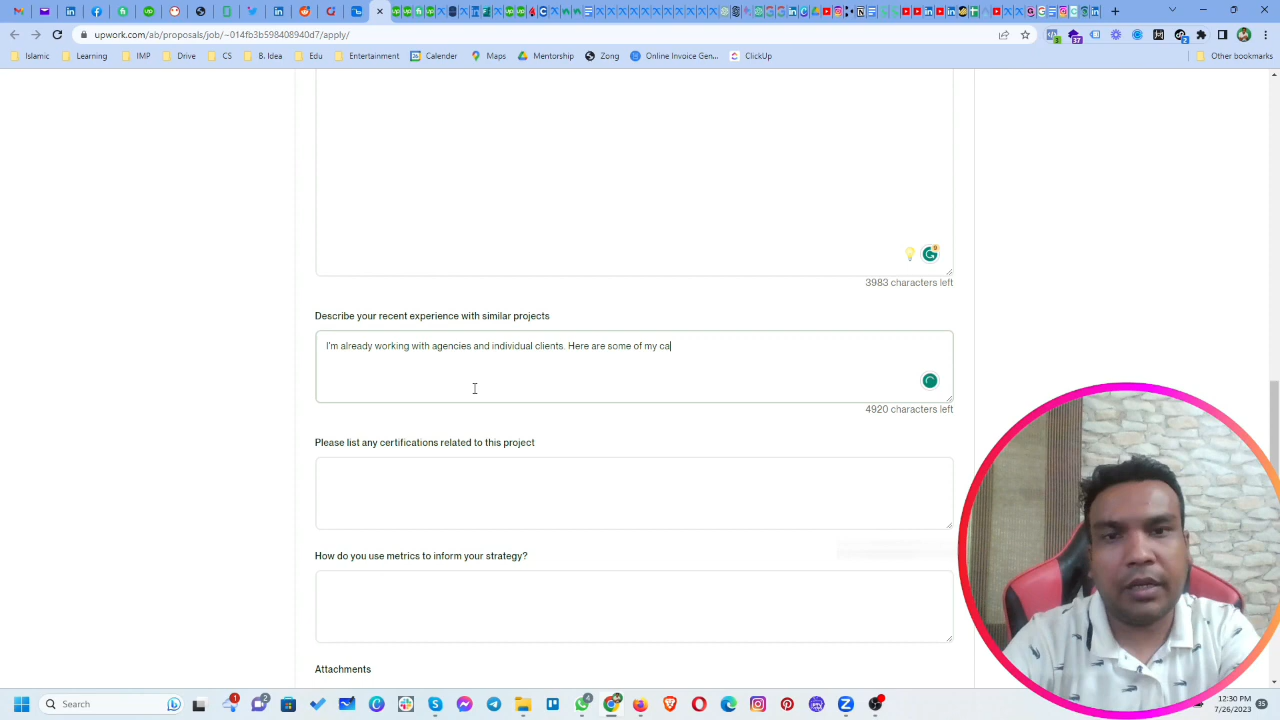 upwork.com/ab/proposals/job/~014fb3b598408940d7/apply/
Islamic Learning IMP Drive CS B. Idea Edu Entertainment Calendar Maps Mentorship Zong Online Invoice Gen... ClickUp Other bookmarks
3983 characters left
Describe your recent experience with similar projects
I'm already working with agencies and individual clients. Here are some of my ca
4920 characters left
Please list any certifications related to this project
How do you use metrics to inform your strategy?
Attachments
Search
12:30 PM
7/26/2023